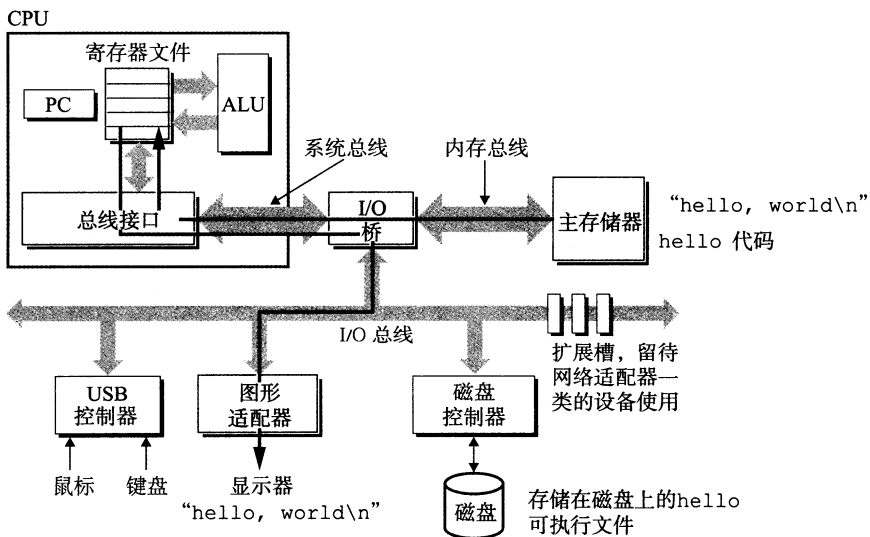 CPU
寄存器文件
PC
ALU
系统总线
内存总线
总线接口
I/O
桥
主存储器
“hello, world\n”
hello 代码
I/O 总线
扩展槽，留待
网络适配器一
类的设备使用
USB
控制器
图形
适配器
磁盘
控制器
鼠标
键盘
显示器
“hello, world\n”
磁盘
存储在磁盘上的hello
可执行文件